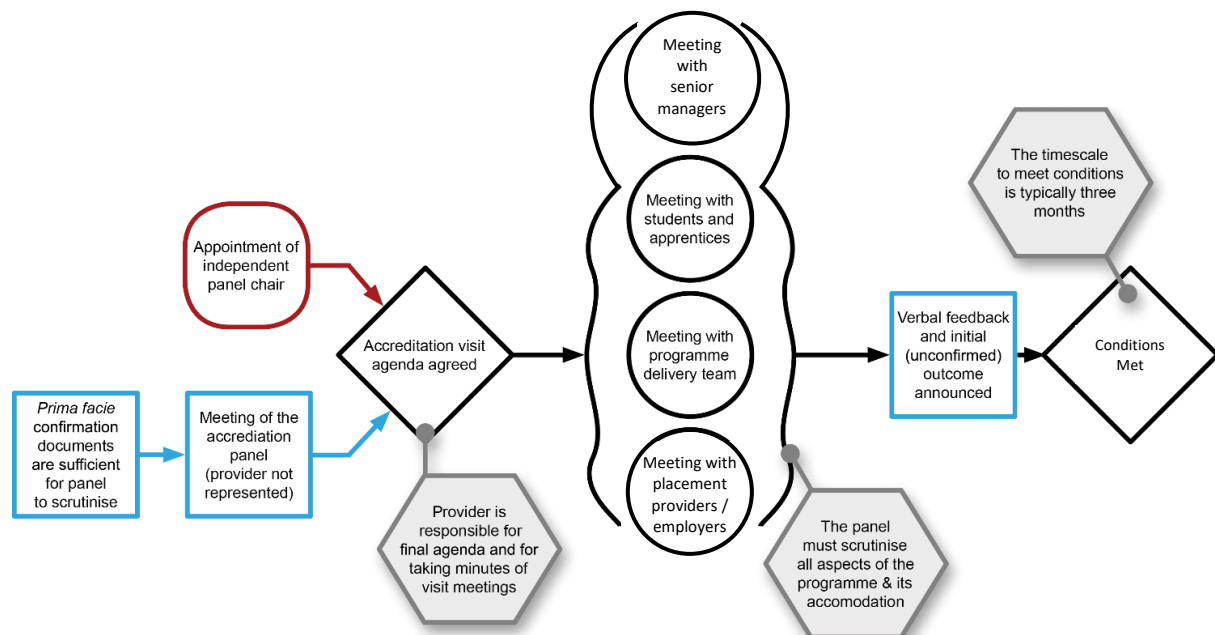 Meeting
with
senior
managers
The timescale
to meet conditions
is typically three
months
Meeting with
students and
apprentices
Appointment of
independent
panel chair
Accreditation visit
agenda agreed
Meeting with
programme
delivery team
Verbal feedback
and initial
(unconfirmed)
outcome
announced
Conditions
Met
Prima facie
confirmation
documents
are sufficient
for panel
to scrutinise
Meeting of the
accrediation
panel
(provider not
represented)
Meeting with
placement
providers /
employers
Provider is
responsible for
final agenda and for
taking minutes of
visit meetings
The panel
must scrutinise
all aspects of the
programme & its
accomodation